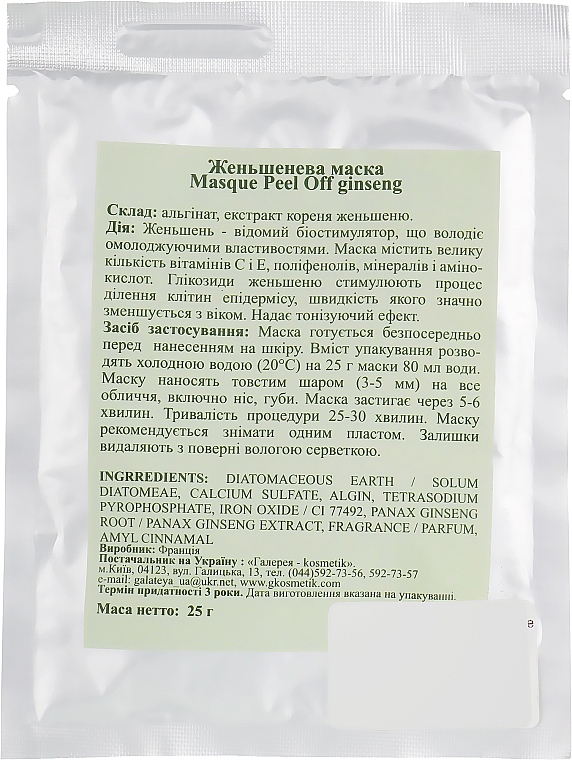 Женьшенева маска
Masque Peel Off ginseng
Склад: альгінат, екстракт кореня женьшеню.
Дія: Женьшень - відомий біостимулятор, що володіє
омолоджуючими властивостями. Маска містить велику
кількість вітамінів С і Е, поліфенолів, мінералів і аміно-
кислот. Глікозиди женьшеню стимулюють процес
ділення клітин епідермісу, швидкість якого значно
зменшується з віком. Надає тонізуючий ефект.
Засіб застосування: Маска готується безпосередньо
перед нанесенням на шкіру. Вміст упакування розво-
дять холодною водою (20°С) на 25 г маски 80 мл води.
Маску наносять товстим шаром (3-5 мм) на все
обличчя, включно ніс, губи. Маска застигає через 5-6
хвилин. Тривалість процедури 25-30 хвилин. Маску
рекомендується знімати одним пластом. Залишки
видаляють з поверні вологою серветкою.
INGRREDIENTS: DIATOMACEOUS EARTH / SOLUM
DIATOMEAE, CALCIUM SULFATE, ALGIN, TETRASODIUM
PYROPHOSPHATE, IRON OXIDE / CI 77492, PANAX GINSENG
ROOT / PANAX GINSENG EXTRACT, FRAGRANCE / PARFUM,
AMYL CINNAMAL
Виробник: Франція
Постачальник на Україну : «Галерея - kosmetik».
м.Київ, 04123, вул. Галицька, 13, тел. (044)592-73-56, 592-73-57
e-mail: galateya_ua@ukr.net, www.gkosmetik.com
Термін придатності 3 роки. Дата виготовлення вказана на упакуванні.
Маса нетто: 25 г
е